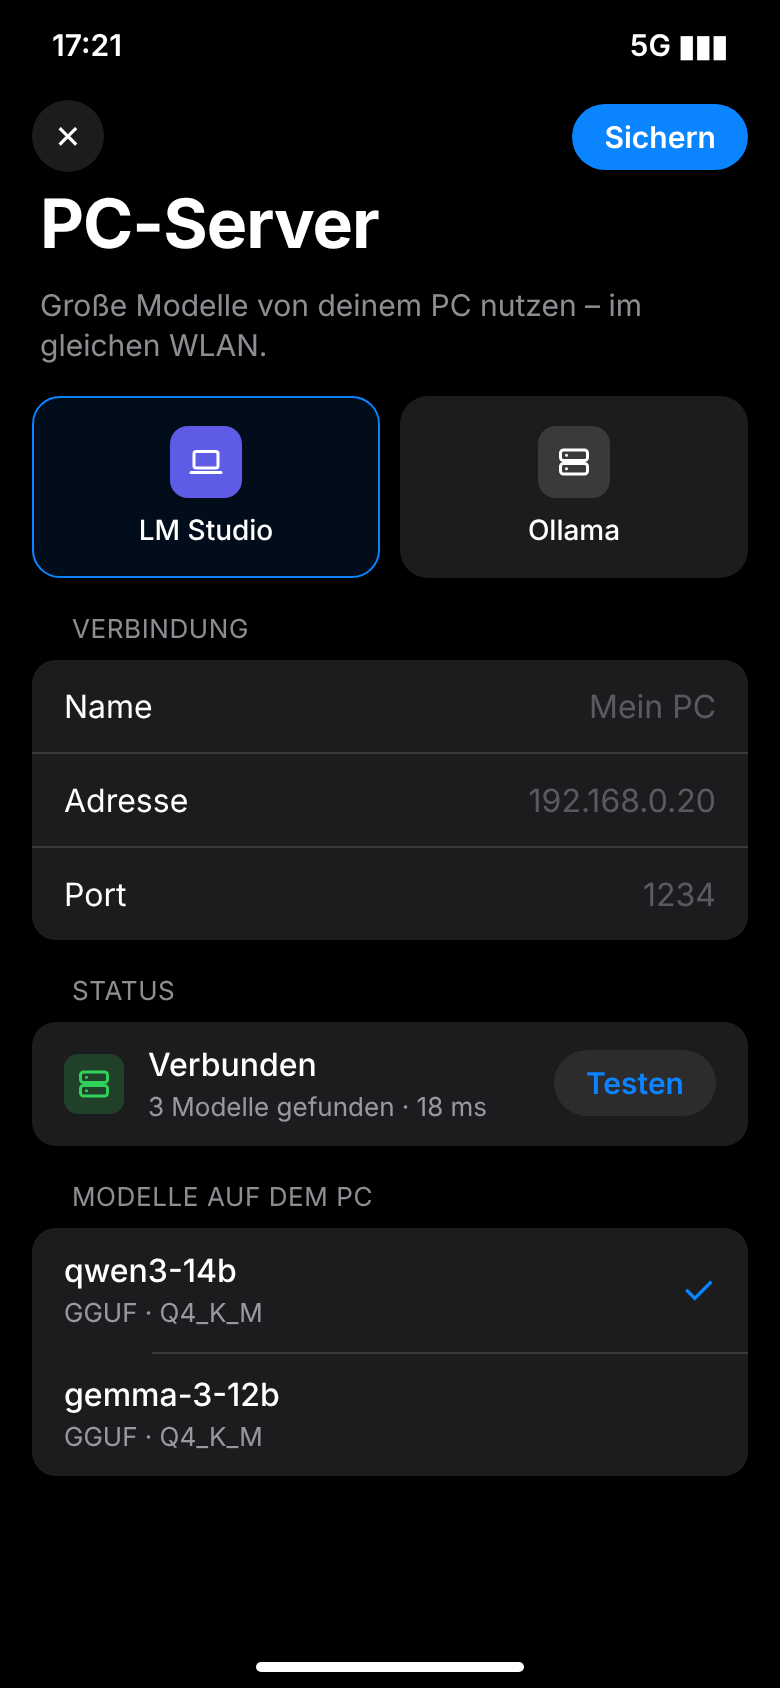 17:21
5G
Sichern
PC-Server
Große Modelle von deinem PC nutzen – im
gleichen WLAN.
LM Studio
Ollama
VERBINDUNG
Name
Mein PC
Adresse
192.168.0.20
Port
1234
STATUS
Verbunden
3 Modelle gefunden · 18 ms
Testen
MODELLE AUF DEM PC
qwen3-14b
GGUF · Q4_K_M
gemma-3-12b
GGUF · Q4_K_M